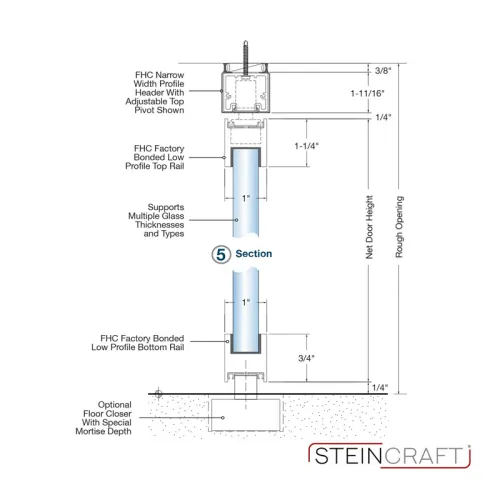 FHC Narrow
Width Profile
Header With
Adjustable Top
Pivot Shown
3/8"
1-11/16"
1/4"
FHC Factory
Bonded Low
Profile Top Rail
1-1/4"
1"
Supports
Multiple Glass
Thicknesses
and Types
Net Door Height
Rough Opening
5 Section
1"
FHC Factory Bonded
Low Profile Bottom Rail
3/4"
1/4"
Optional
Floor Closer
With Special
Mortise Depth
STEINCRAFT